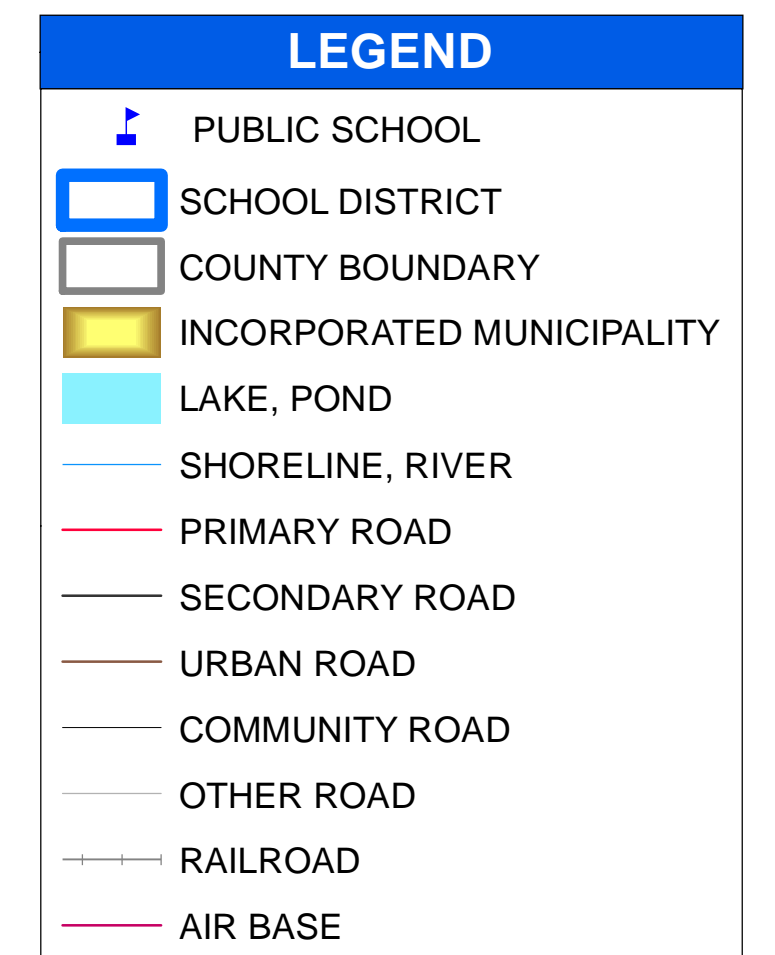 LEGEND
PUBLIC SCHOOL
SCHOOL DISTRICT
COUNTY BOUNDARY
INCORPORATED MUNICIPALITY
LAKE, POND
SHORELINE, RIVER
PRIMARY ROAD
SECONDARY ROAD
URBAN ROAD
COMMUNITY ROAD
OTHER ROAD
RAILROAD
AIR BASE